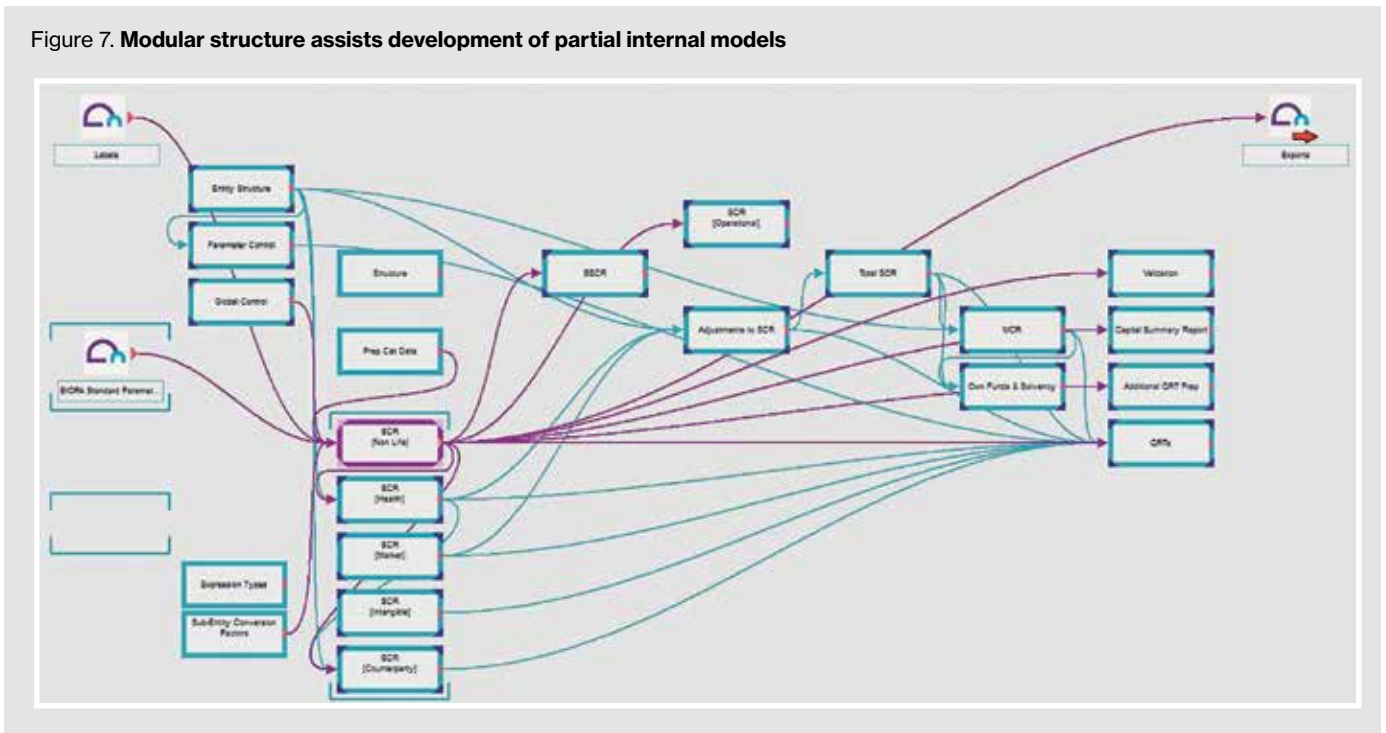 Figure 7. Modular structure assists development of partial internal models
Labels
Exports
Entity Structure
Parameter Control
Global Control
Structure
Prep Cat Data
EIOPA Standard Paramet...
SCR
[Non Life]
SCR
[Health]
SCR
[Market]
SCR
[Intangible]
SCR
[Counterparty]
Expression Types
Sub-Entity Conversion
Factors
BSCR
SCR
[Operational]
Adjustments to SCR
Total SCR
MCR
Own Funds & Solvency
Validation
Capital Summary Report
Additional QRT Prep
QRTs